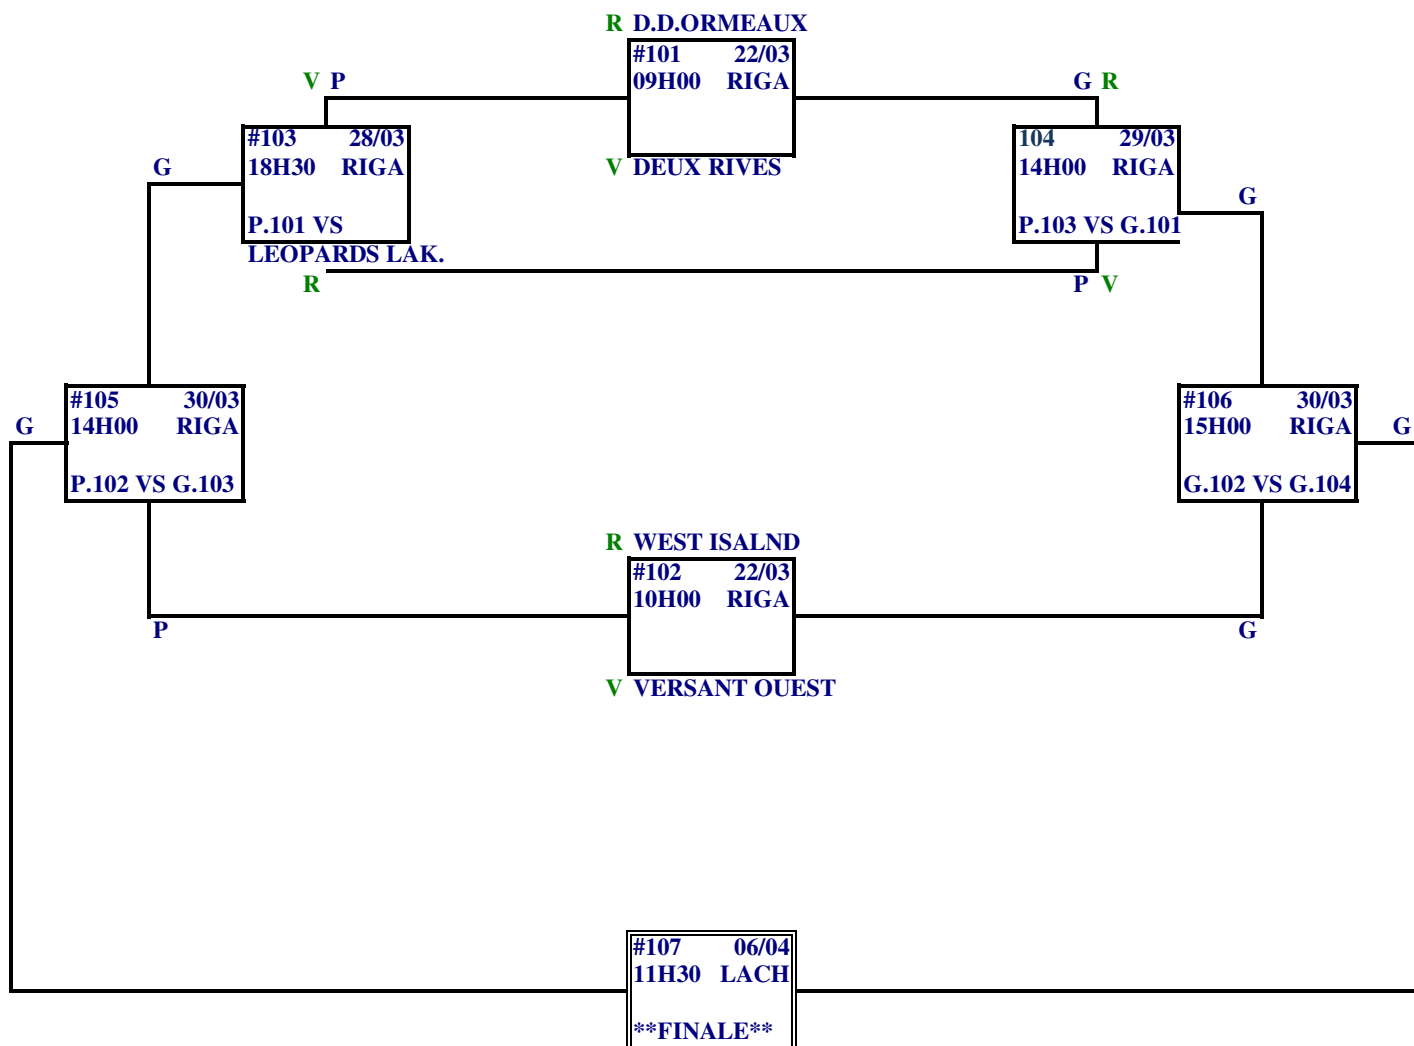 R D.D.ORMEAUX
#101 22/03
09H00 RIGA
V DEUX RIVES
V P
G R
#103 28/03
18H30 RIGA
P.101 VS
LEOPARDS LAK.
R
G
104 29/03
14H00 RIGA
P.103 VS G.101
P V
G
#105 30/03
14H00 RIGA
P.102 VS G.103
G
P
#106 30/03
15H00 RIGA
G.102 VS G.104
G
G
R WEST ISALND
#102 22/03
10H00 RIGA
V VERSANT OUEST
#107 06/04
11H30 LACH
**FINALE**